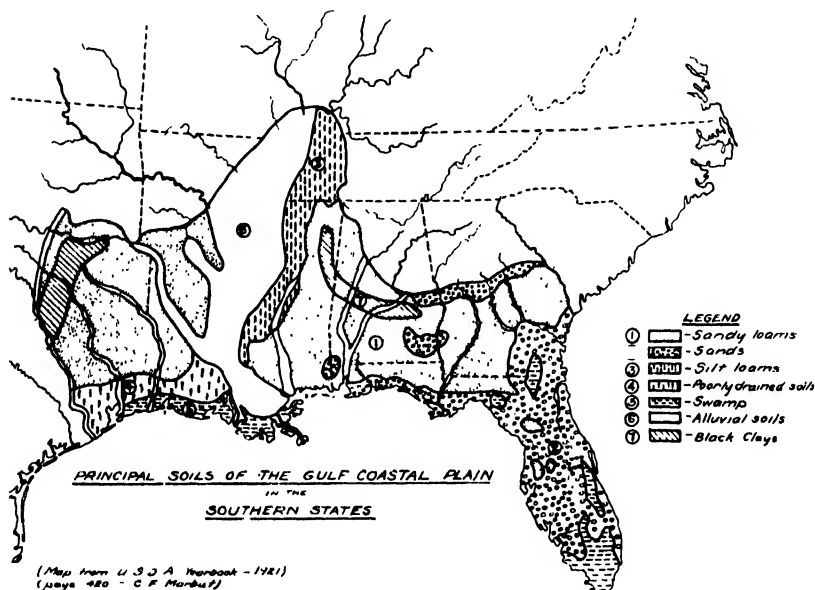 LEGEND
① - Sandy loams
- Sands
③ - Silt loams
④ - Poorly drained soils
⑤ - Swamp
⑥ - Alluvial soils
⑦ - Black Clays
①
PRINCIPAL SOILS OF THE GULF COASTAL PLAIN
IN THE
SOUTHERN STATES
(Map from U S D A Yearbook - 1921)
(page 420 - C F Marbut)